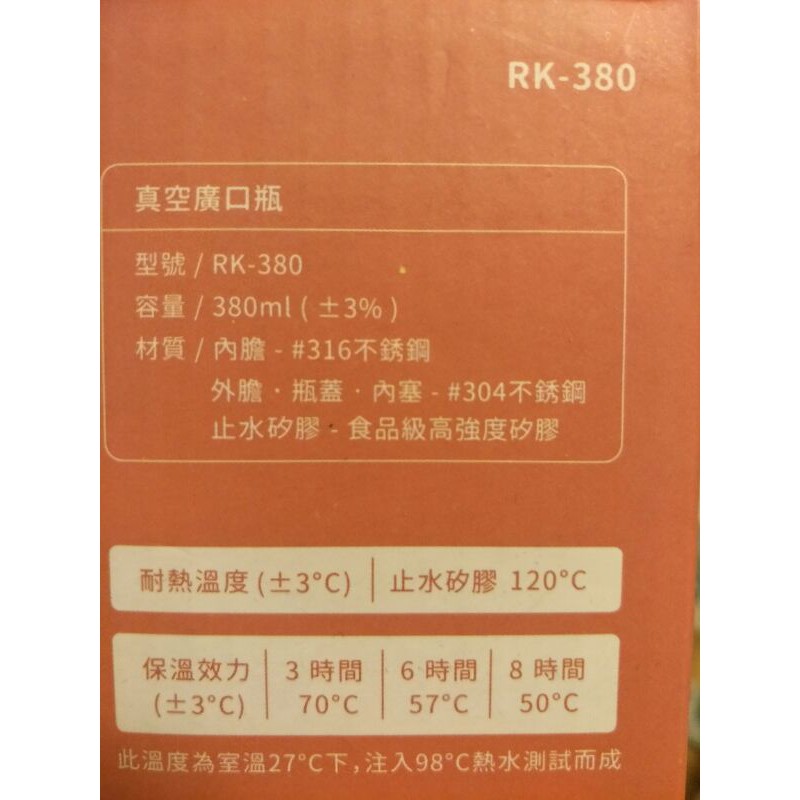 RK-380
真空廣口瓶
型號 / RK-380
容量 / 380ml ( ±3% )
材質 / 內膽 - #316不銹鋼
外膽・瓶蓋・內塞 - #304不銹鋼
止水矽膠 - 食品級高強度矽膠
耐熱溫度 (±3°C) 止水矽膠 120°C
保溫效力 3 時間 6 時間 8 時間
(±3°C) 70°C 57°C 50°C
此溫度為室溫27°C下,注入98°C熱水測試而成